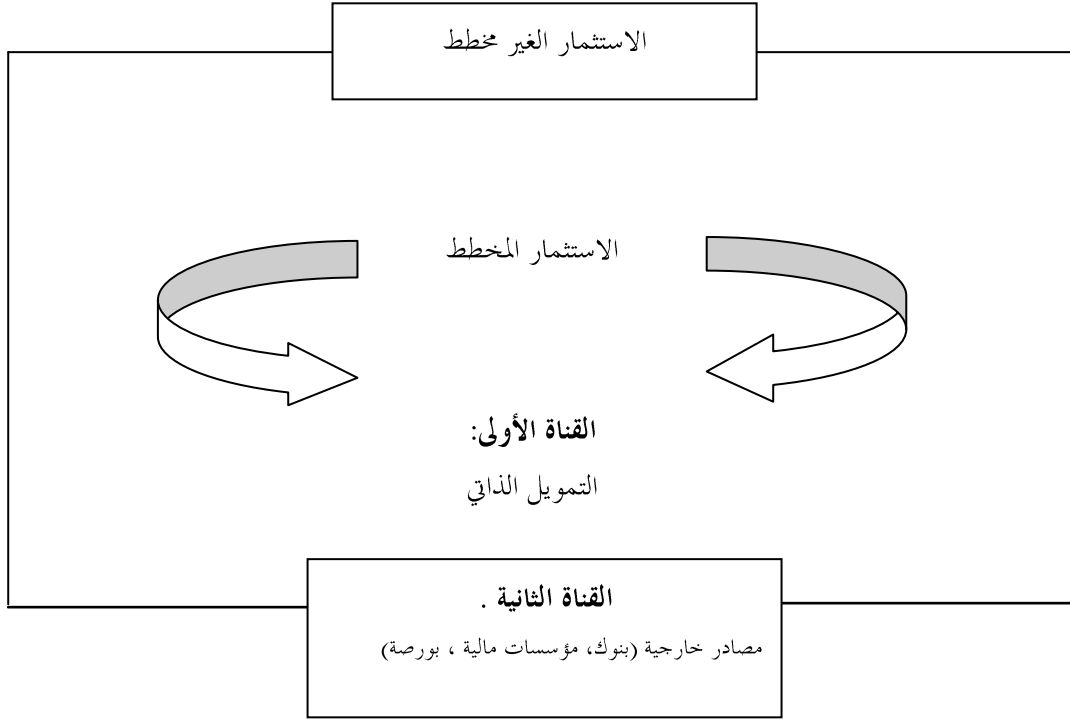 الاستثمار الغير مخطط
الاستثمار المخطط
القناة الأولى:
التمويل الذاتي
القناة الثانية .
مصادر خارجية (بنوك، مؤسسات مالية ، بورصة)